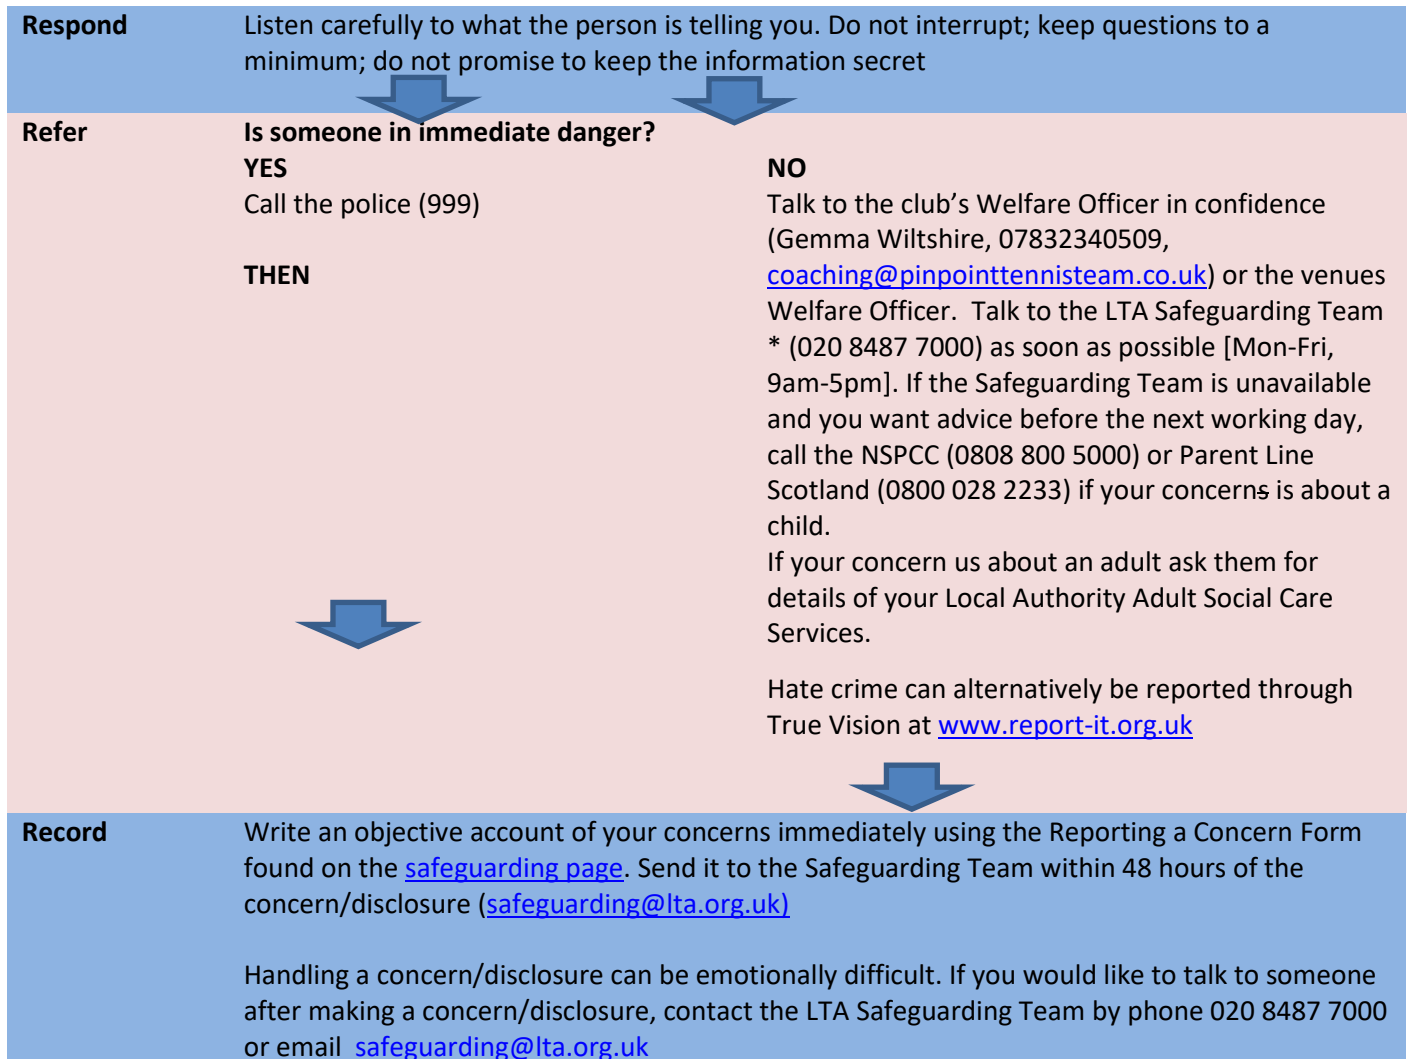 Respond
Listen carefully to what the person is telling you. Do not interrupt; keep questions to a
minimum; do not promise to keep the information secret
Refer
Is someone in immediate danger?
YES
Call the police (999)
THEN
NO
Talk to the club’s Welfare Officer in confidence
(Gemma Wiltshire, 07832340509,
coaching@pinpointtennisteam.co.uk) or the venues
Welfare Officer.  Talk to the LTA Safeguarding Team
* (020 8487 7000) as soon as possible [Mon-Fri,
9am-5pm]. If the Safeguarding Team is unavailable
and you want advice before the next working day,
call the NSPCC (0808 800 5000) or Parent Line
Scotland (0800 028 2233) if your concerns is about a
child.
If your concern us about an adult ask them for
details of your Local Authority Adult Social Care
Services.
Hate crime can alternatively be reported through
True Vision at www.report-it.org.uk
Record
Write an objective account of your concerns immediately using the Reporting a Concern Form
found on the safeguarding page. Send it to the Safeguarding Team within 48 hours of the
concern/disclosure (safeguarding@lta.org.uk)
Handling a concern/disclosure can be emotionally difficult. If you would like to talk to someone
after making a concern/disclosure, contact the LTA Safeguarding Team by phone 020 8487 7000
or email  safeguarding@lta.org.uk